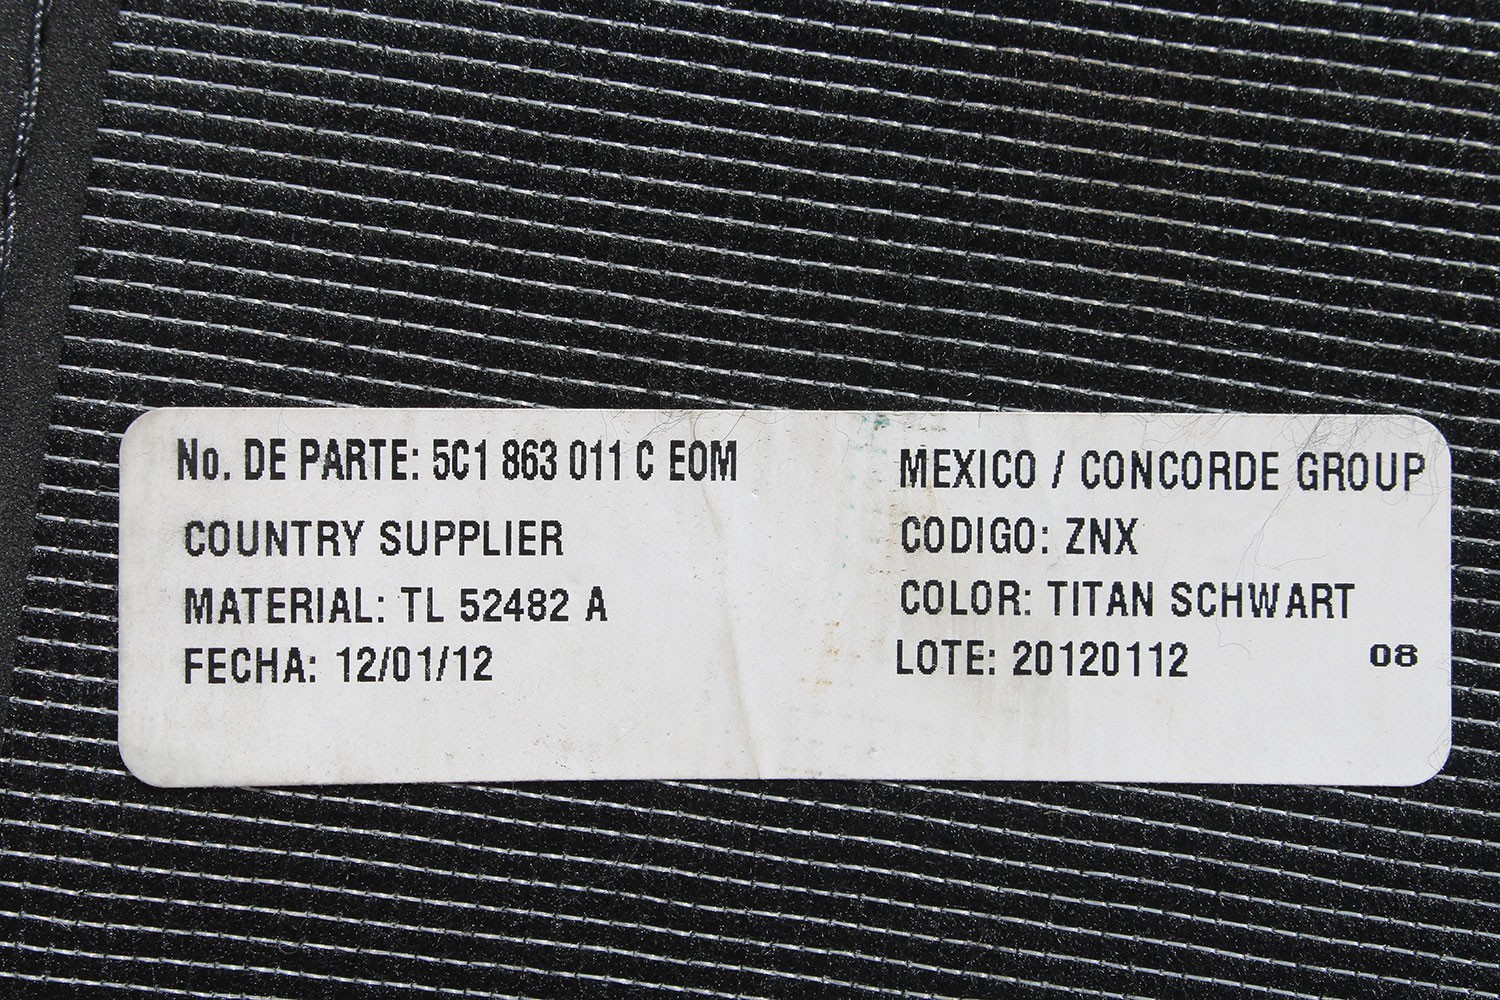 No. DE PARTE: 5C1 863 011 C EOM
COUNTRY SUPPLIER
MATERIAL: TL 52482 A
FECHA: 12/01/12
MEXICO / CONCORDE GROUP
CODIGO: ZNX
COLOR: TITAN SCHWART
LOTE: 20120112
08